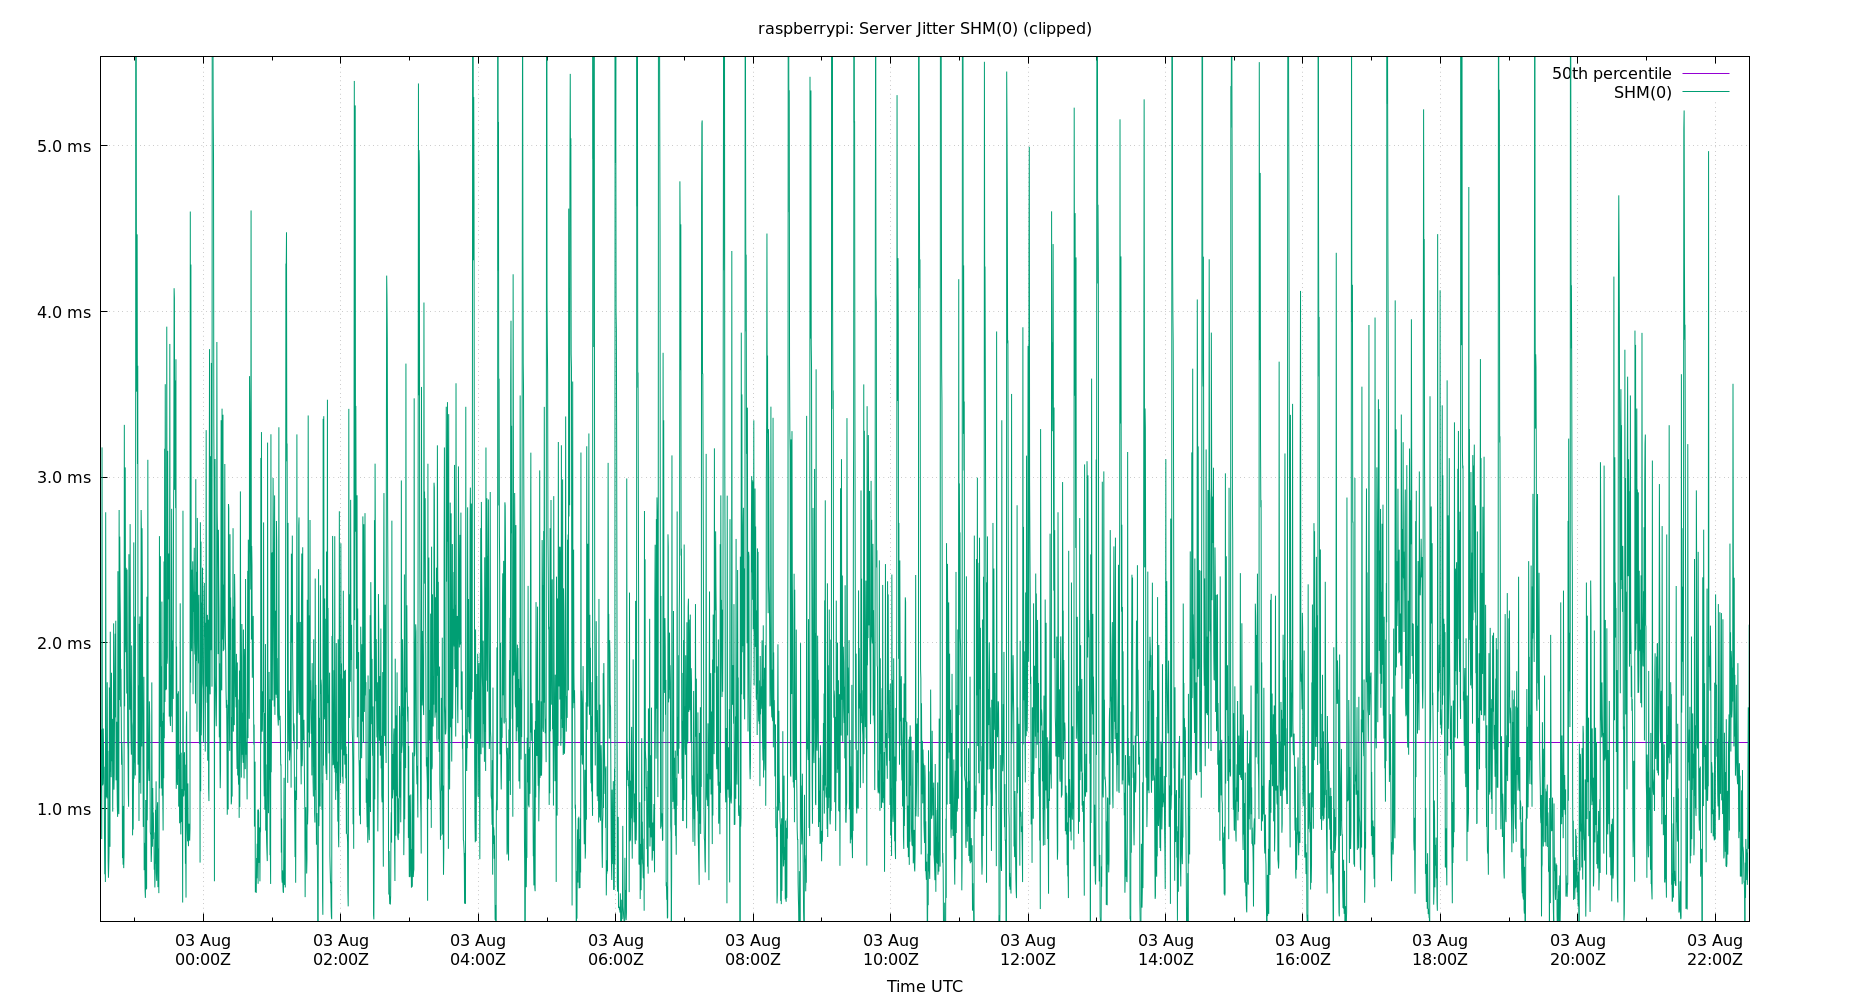 raspberrypi: Server Jitter SHM(0) (clipped)
50th percentile
SHM(0)
5.0 ms
4.0 ms
3.0 ms
2.0 ms
1.0 ms
03 Aug 03 Aug 03 Aug 03 Aug 03 Aug 03 Aug 03 Aug 03 Aug 03 Aug 03 Aug 03 Aug 03 Aug
00:00Z 02:00Z 04:00Z 06:00Z 08:00Z 10:00Z 12:00Z 14:00Z 16:00Z 18:00Z 20:00Z 22:00Z
Time UTC